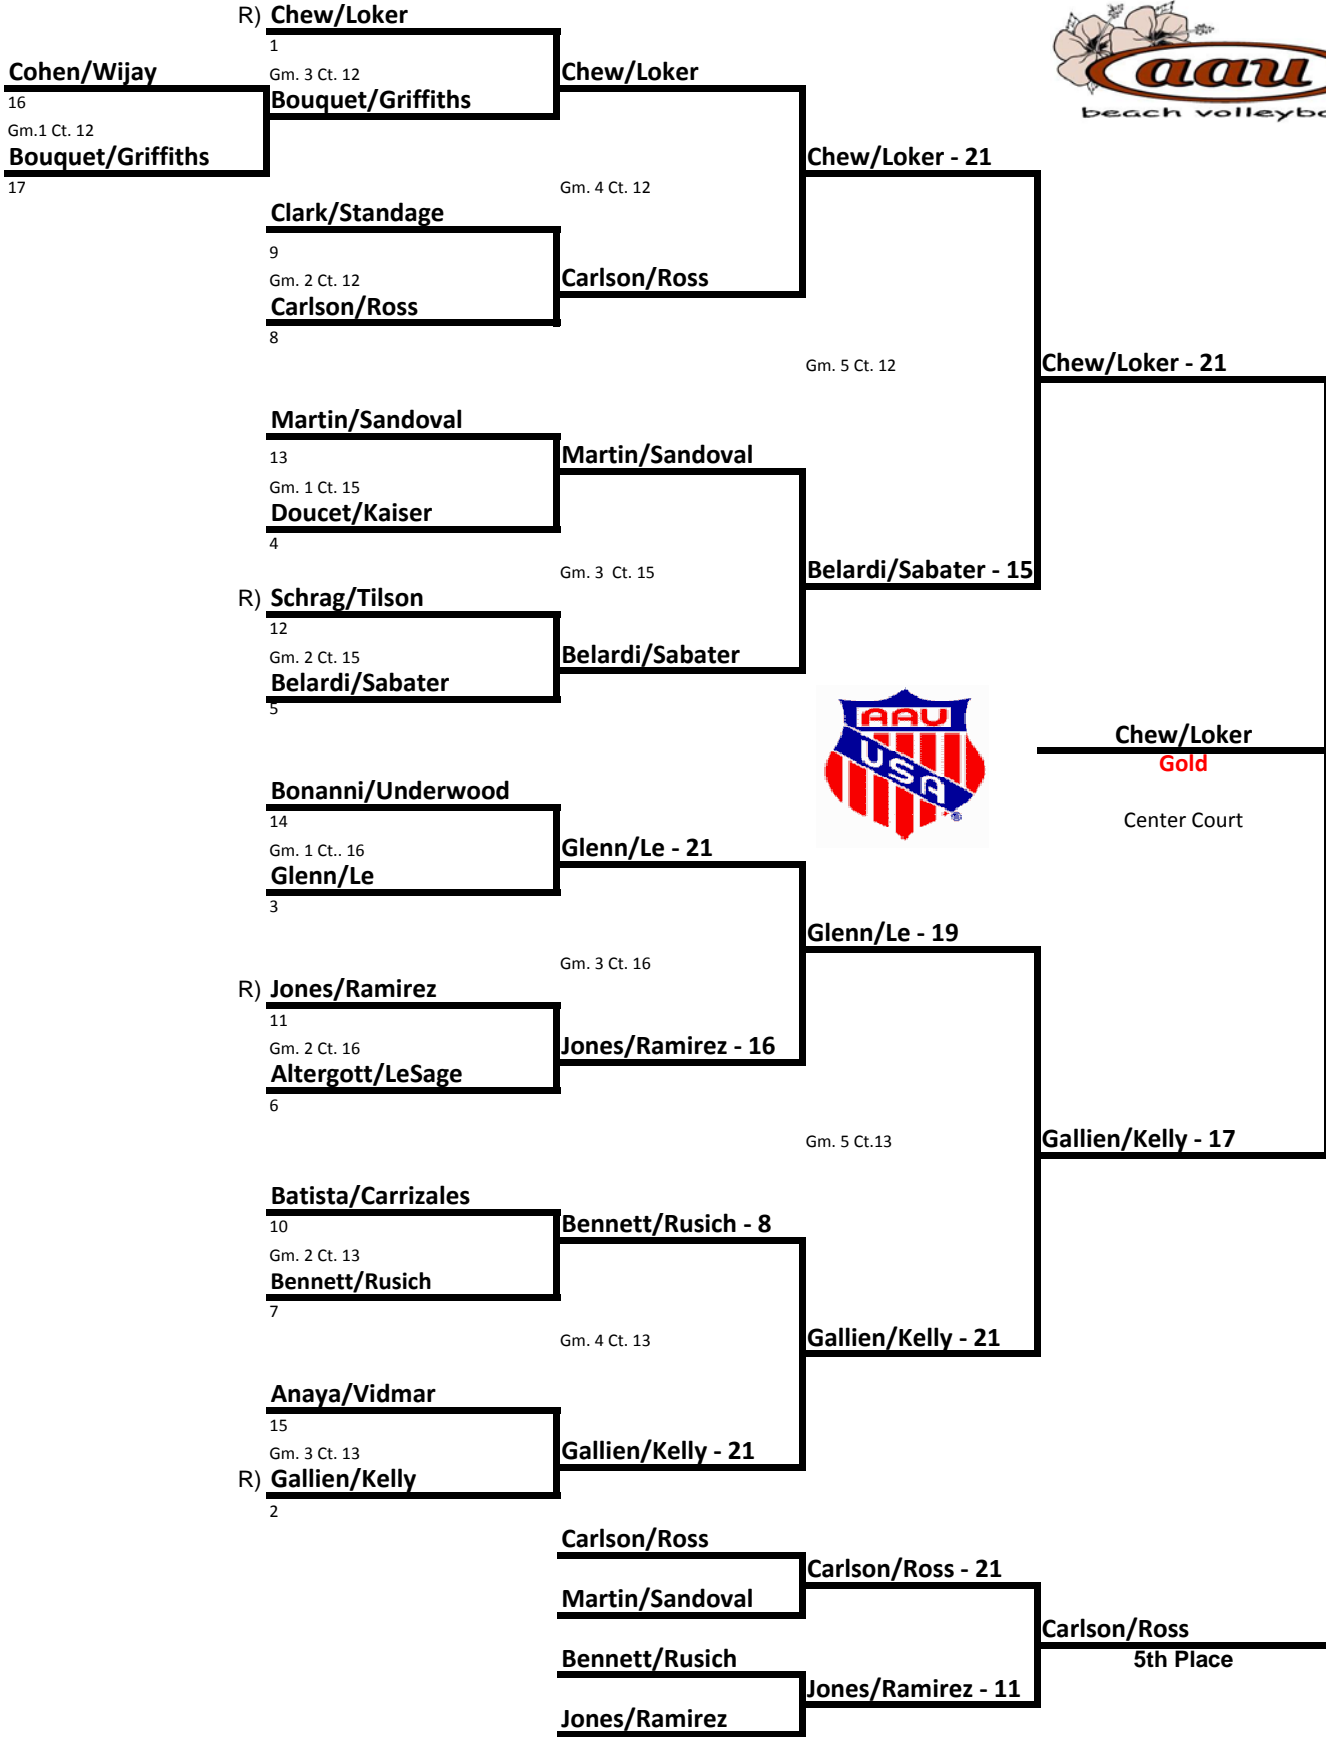 R) Chew/Loker
1
Cohen/Wijay
Gm. 3 Ct. 12
Chew/Loker
aau
16
Bouquet/Griffiths
beach volleybo
Gm.1 Ct. 12
Bouquet/Griffiths
Chew/Loker - 21
17
Gm. 4 Ct. 12
Clark/Standage
9
Gm. 2 Ct. 12
Carlson/Ross
Carlson/Ross
8
Gm. 5 Ct. 12
Chew/Loker - 21
Martin/Sandoval
13
Martin/Sandoval
Gm. 1 Ct. 15
Doucet/Kaiser
4
Gm. 3 Ct. 15
Belardi/Sabater - 15
R) Schrag/Tilson
12
Gm. 2 Ct. 15
Belardi/Sabater
Belardi/Sabater
5
AAU
USA
®
Chew/Loker
Gold
Bonanni/Underwood
14
Center Court
Gm. 1 Ct.. 16
Glenn/Le - 21
Glenn/Le
3
Glenn/Le - 19
Gm. 3 Ct. 16
R) Jones/Ramirez
11
Gm. 2 Ct. 16
Jones/Ramirez - 16
Altergott/LeSage
6
Gm. 5 Ct.13
Gallien/Kelly - 17
Batista/Carrizales
10
Bennett/Rusich - 8
Gm. 2 Ct. 13
Bennett/Rusich
7
Gm. 4 Ct. 13
Gallien/Kelly - 21
Anaya/Vidmar
15
Gm. 3 Ct. 13
Gallien/Kelly - 21
R) Gallien/Kelly
2
Carlson/Ross
Carlson/Ross - 21
Martin/Sandoval
Carlson/Ross
5th Place
Bennett/Rusich
Jones/Ramirez - 11
Jones/Ramirez